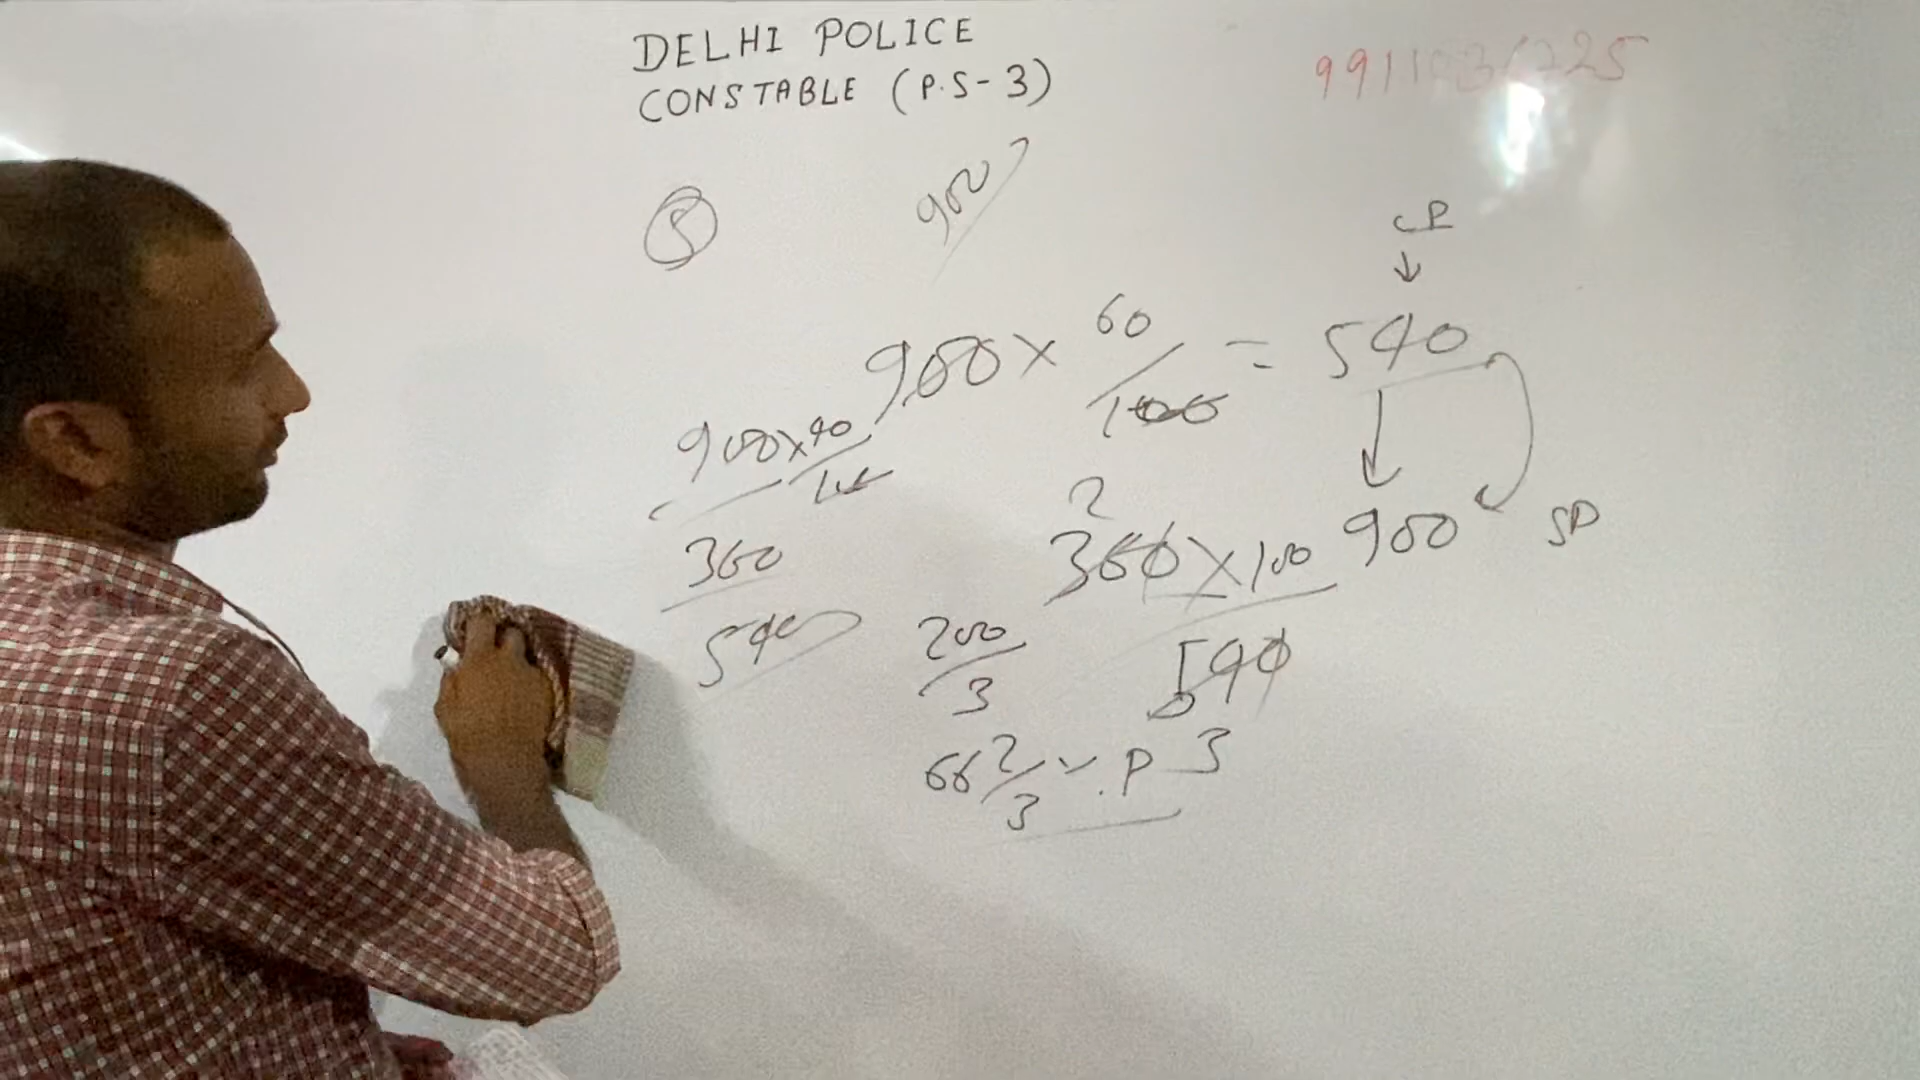 DELHI POLICE
CONSTABLE (P.S-3)
5
900
CP
↓
900 × 60/100 = 540
↓
900 SP
900×40/100
360
540
2
360×100
540
3
200/3
66 2/3 % P